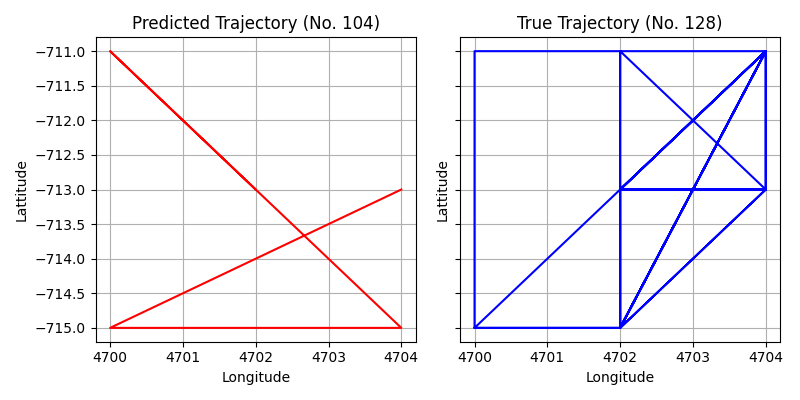 Predicted Trajectory (No. 104)
−711.0
−711.5
−712.0
−712.5
−713.0
−713.5
−714.0
−714.5
−715.0
Lattitude
4700 4701 4702 4703 4704
Longitude
True Trajectory (No. 128)
Lattitude
4700 4701 4702 4703 4704
Longitude